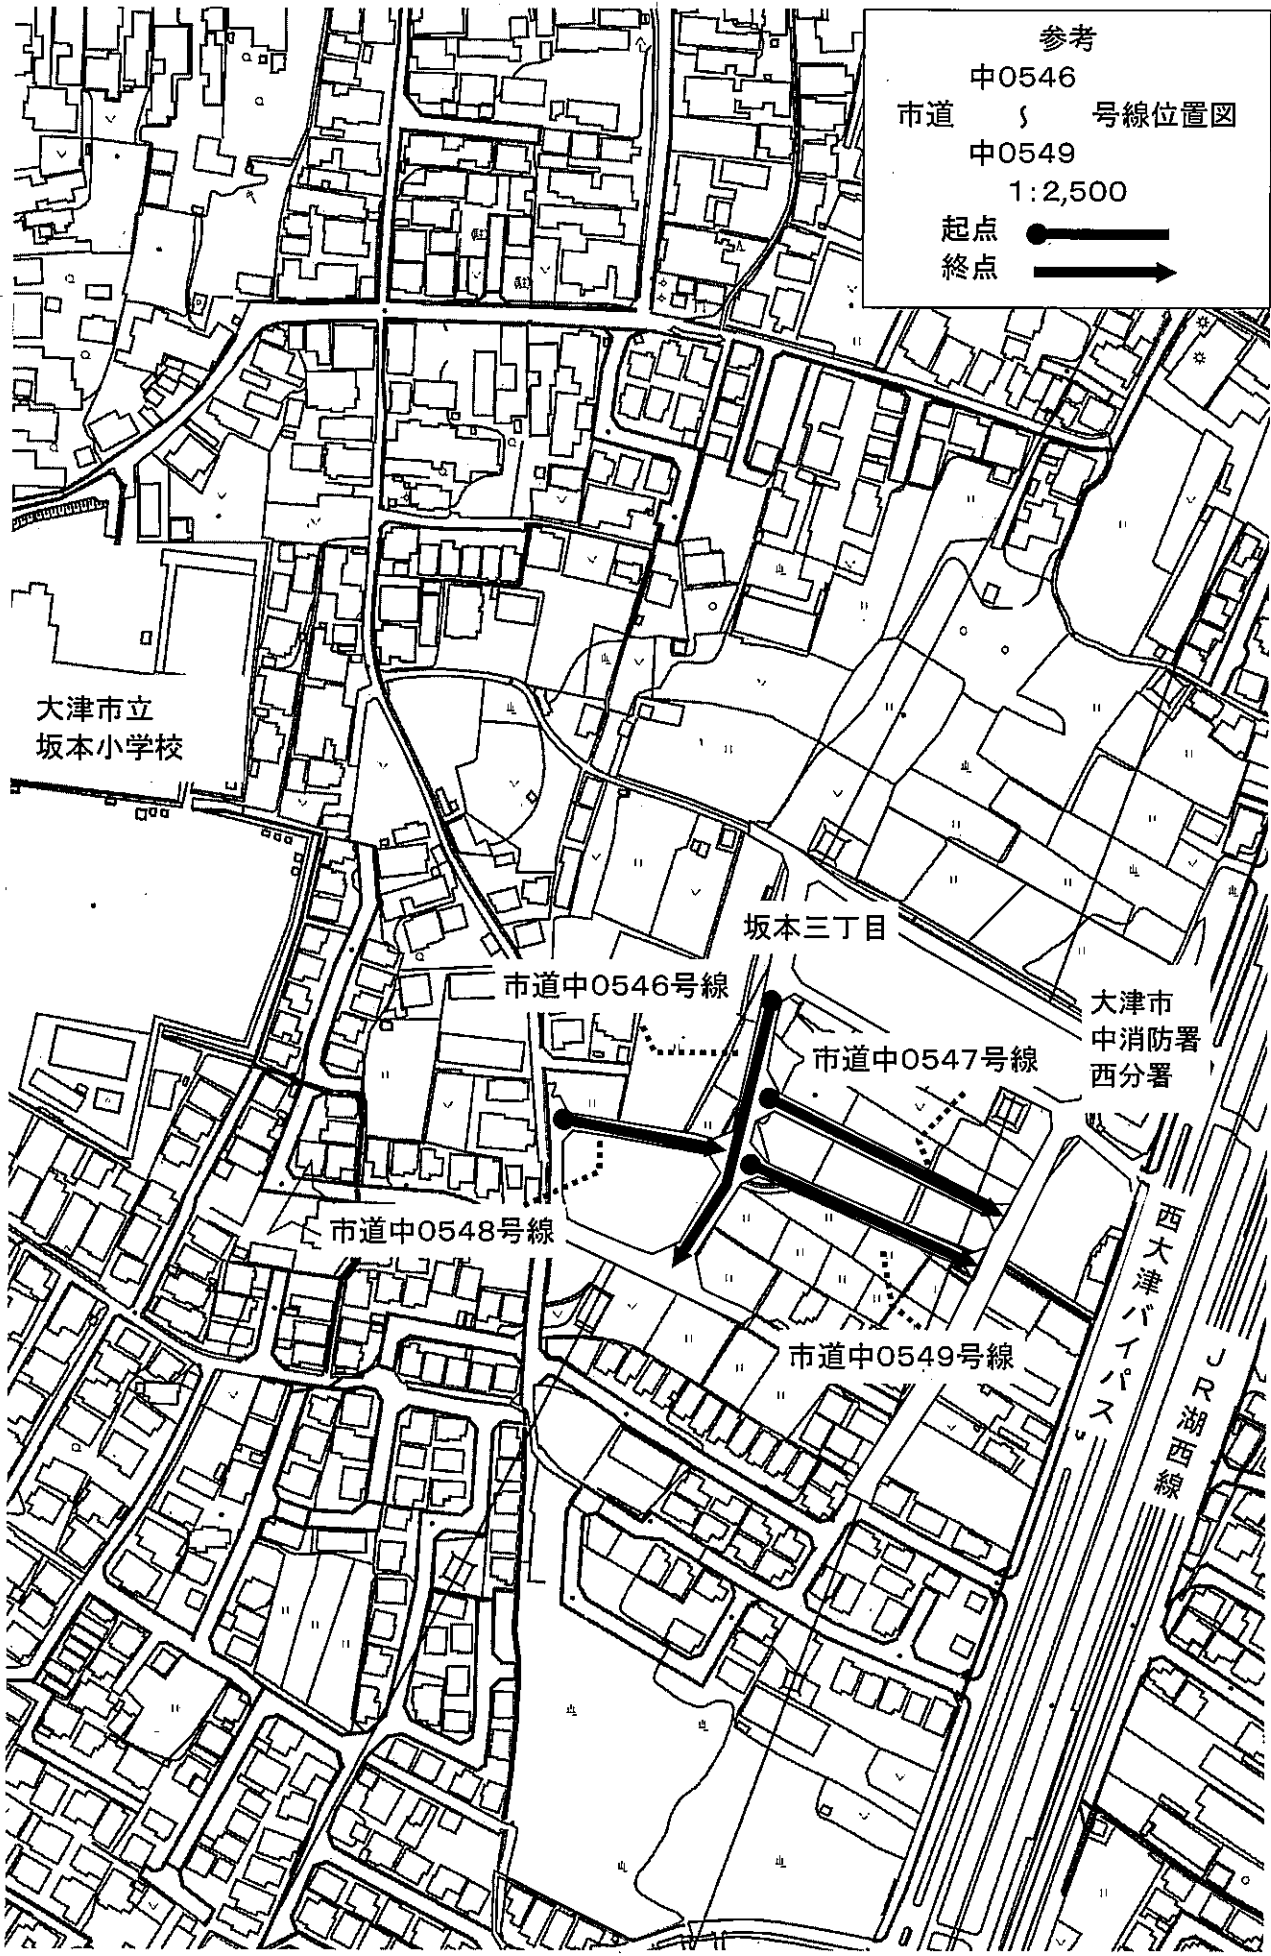 参考
中0546
市道 ～ 号線位置図
中0549
1:2,500
起点
終点
大津市立
坂本小学校
坂本三丁目
市道中0546号線
大津市
中消防署
西分署
市道中0547号線
市道中0548号線
市道中0549号線
西大津バイパス
JR湖西線